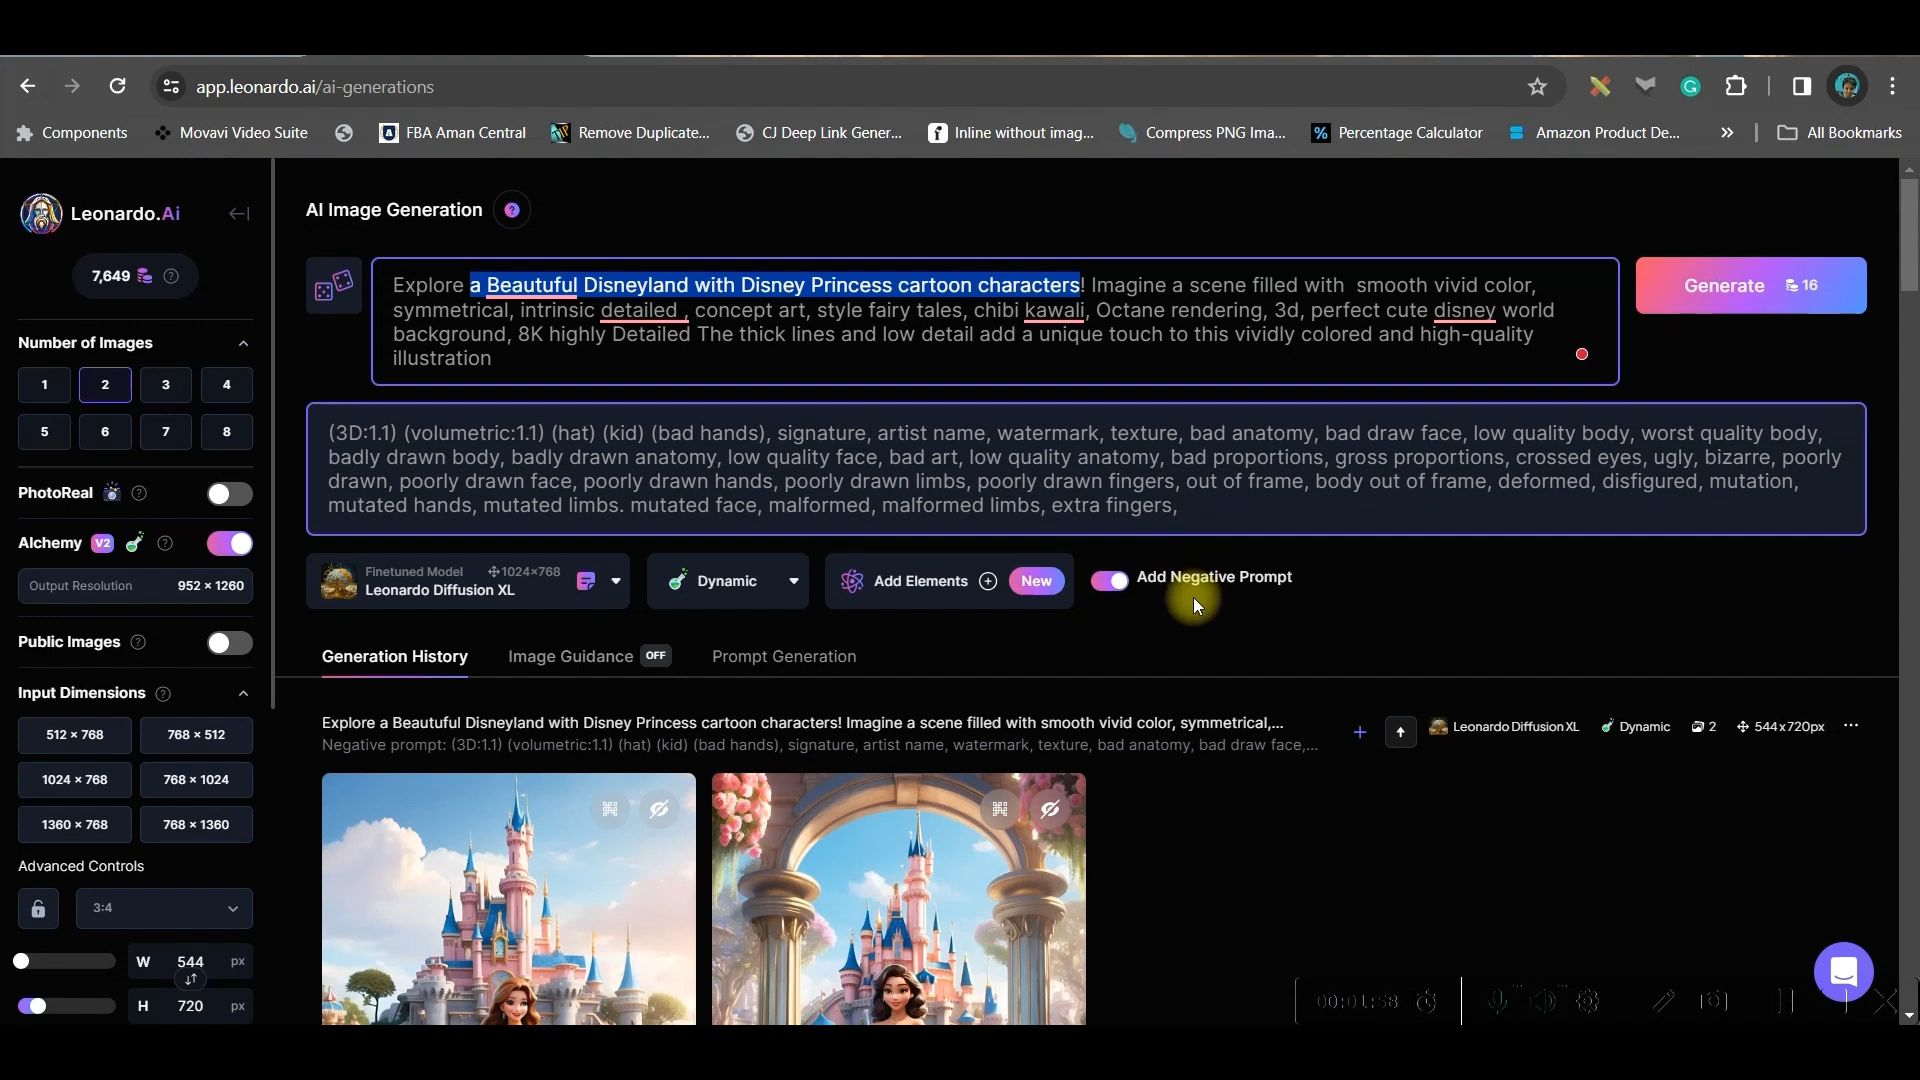 app.leonardo.ai/ai-generations
Components
Movavi Video Suite
FBA Aman Central
Remove Duplicate...
CJ Deep Link Gener...
Inline without imag...
Compress PNG Ima...
Percentage Calculator
Amazon Product De...
»
All Bookmarks
Leonardo.Ai
7,649
AI Image Generation
Explore a Beautuful Disneyland with Disney Princess cartoon characters! Imagine a scene filled with  smooth vivid color,
symmetrical, intrinsic detailed , concept art, style fairy tales, chibi kawali, Octane rendering, 3d, perfect cute disney world
background, 8K highly Detailed The thick lines and low detail add a unique touch to this vividly colored and high-quality
illustration
Generate 16
(3D:1.1) (volumetric:1.1) (hat) (kid) (bad hands), signature, artist name, watermark, texture, bad anatomy, bad draw face, low quality body, worst quality body,
badly drawn body, badly drawn anatomy, low quality face, bad art, low quality anatomy, bad proportions, gross proportions, crossed eyes, ugly, bizarre, poorly
drawn, poorly drawn face, poorly drawn hands, poorly drawn limbs, poorly drawn fingers, out of frame, body out of frame, deformed, disfigured, mutation,
mutated hands, mutated limbs. mutated face, malformed, malformed limbs, extra fingers,
Number of Images
1 2 3 4
5 6 7 8
PhotoReal
Alchemy V2
Output Resolution 952 × 1260
Public Images
Input Dimensions
512 × 768 768 × 512
1024 × 768 768 × 1024
1360 × 768 768 × 1360
Advanced Controls
3:4
W 544 px
H 720 px
Finetuned Model 1024×768
Leonardo Diffusion XL
Dynamic
Add Elements New
Add Negative Prompt
Generation History
Image Guidance OFF
Prompt Generation
Explore a Beautuful Disneyland with Disney Princess cartoon characters! Imagine a scene filled with smooth vivid color, symmetrical,...
Negative prompt: (3D:1.1) (volumetric:1.1) (hat) (kid) (bad hands), signature, artist name, watermark, texture, bad anatomy, bad draw face,...
Leonardo Diffusion XL Dynamic 2 544x720px
00:01:58